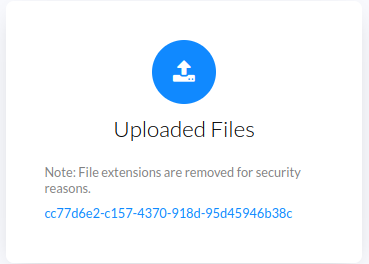 Uploaded Files
Note: File extensions are removed for security
reasons.
cc77d6e2-c157-4370-918d-95d45946b38c